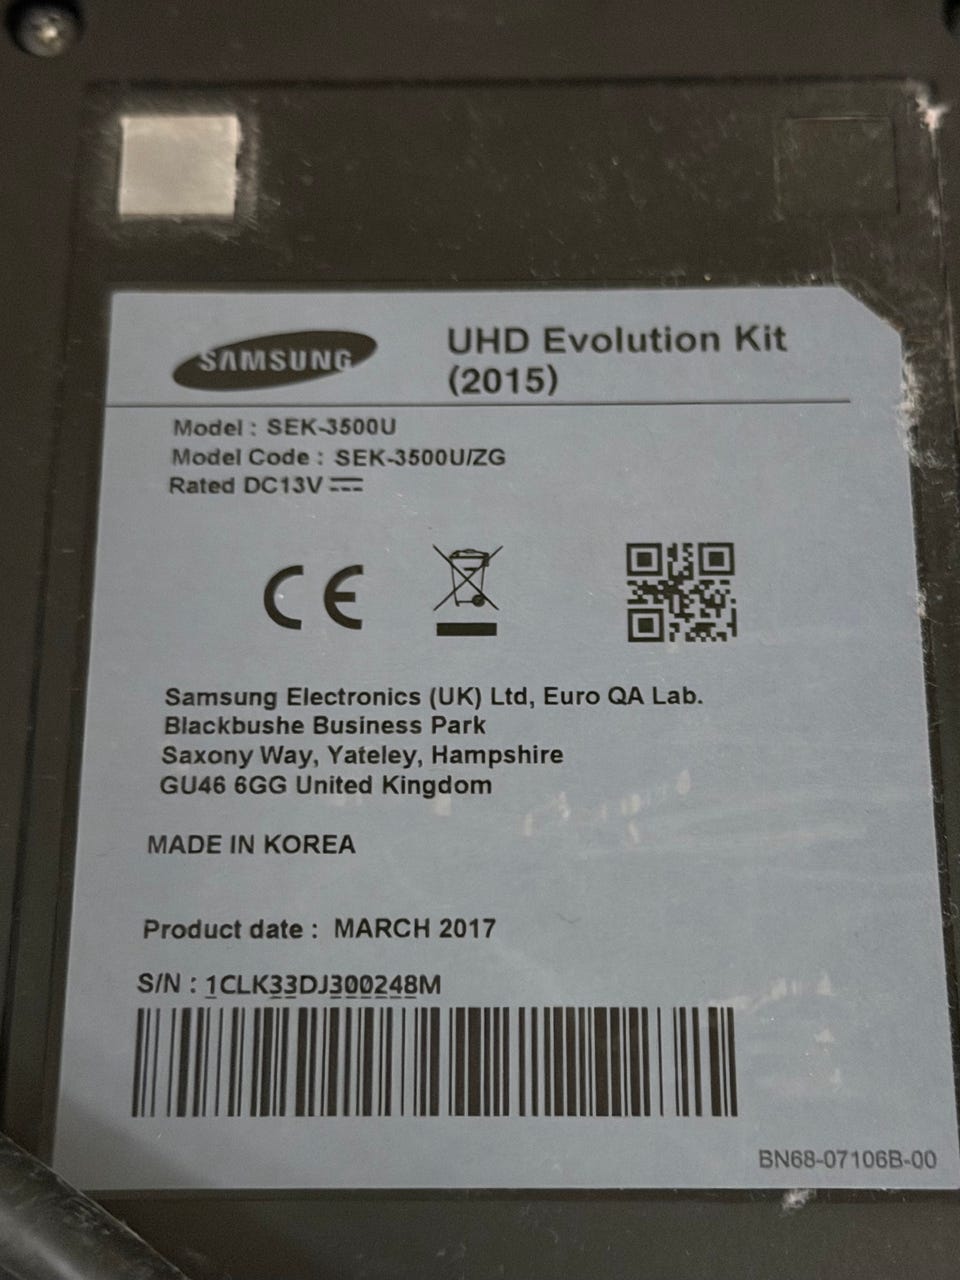 SAMSUNG
UHD Evolution Kit
(2015)
Model : SEK-3500U
Model Code : SEK-3500U/ZG
Rated DC13V ⎓
CE
Samsung Electronics (UK) Ltd, Euro QA Lab.
Blackbushe Business Park
Saxony Way, Yateley, Hampshire
GU46 6GG United Kingdom
MADE IN KOREA
Product date : MARCH 2017
S/N : 1CLK33DJ300248M
BN68-07106B-00